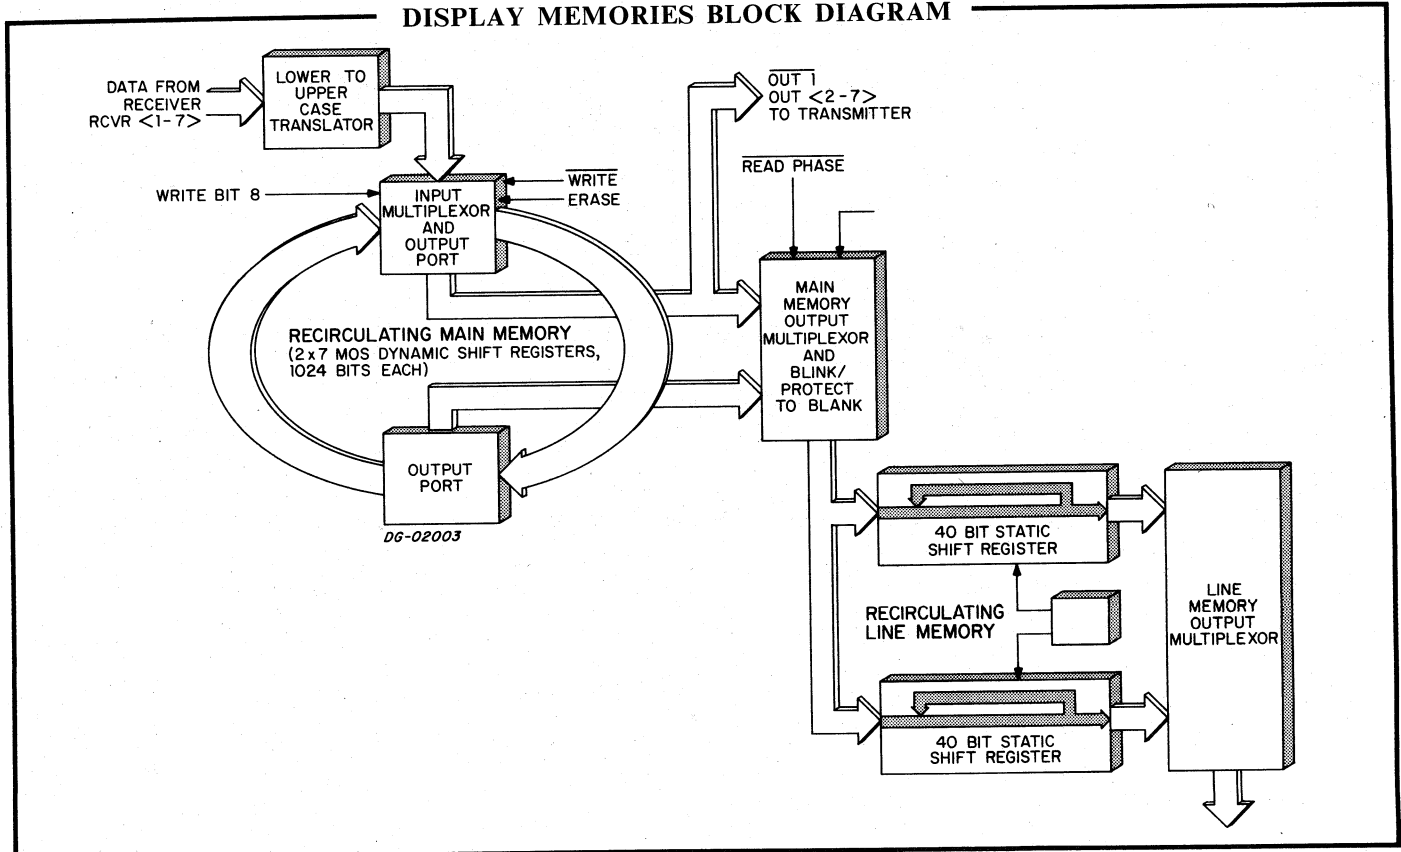 DISPLAY MEMORIES BLOCK DIAGRAM
DATA FROM
RECEIVER
RCVR <1-7>
LOWER TO
UPPER
CASE
TRANSLATOR
OUT 1
OUT <2-7>
TO TRANSMITTER
READ PHASE
WRITE BIT 8
WRITE
ERASE
INPUT
MULTIPLEXOR
AND
OUTPUT
PORT
MAIN
MEMORY
OUTPUT
MULTIPLEXOR
AND
BLINK/
PROTECT
TO BLANK
RECIRCULATING MAIN MEMORY
(2x7 MOS DYNAMIC SHIFT REGISTERS,
1024 BITS EACH)
OUTPUT
PORT
DG-02003
40 BIT STATIC
SHIFT REGISTER
RECIRCULATING
LINE MEMORY
LINE
MEMORY
OUTPUT
MULTIPLEXOR
40 BIT STATIC
SHIFT REGISTER